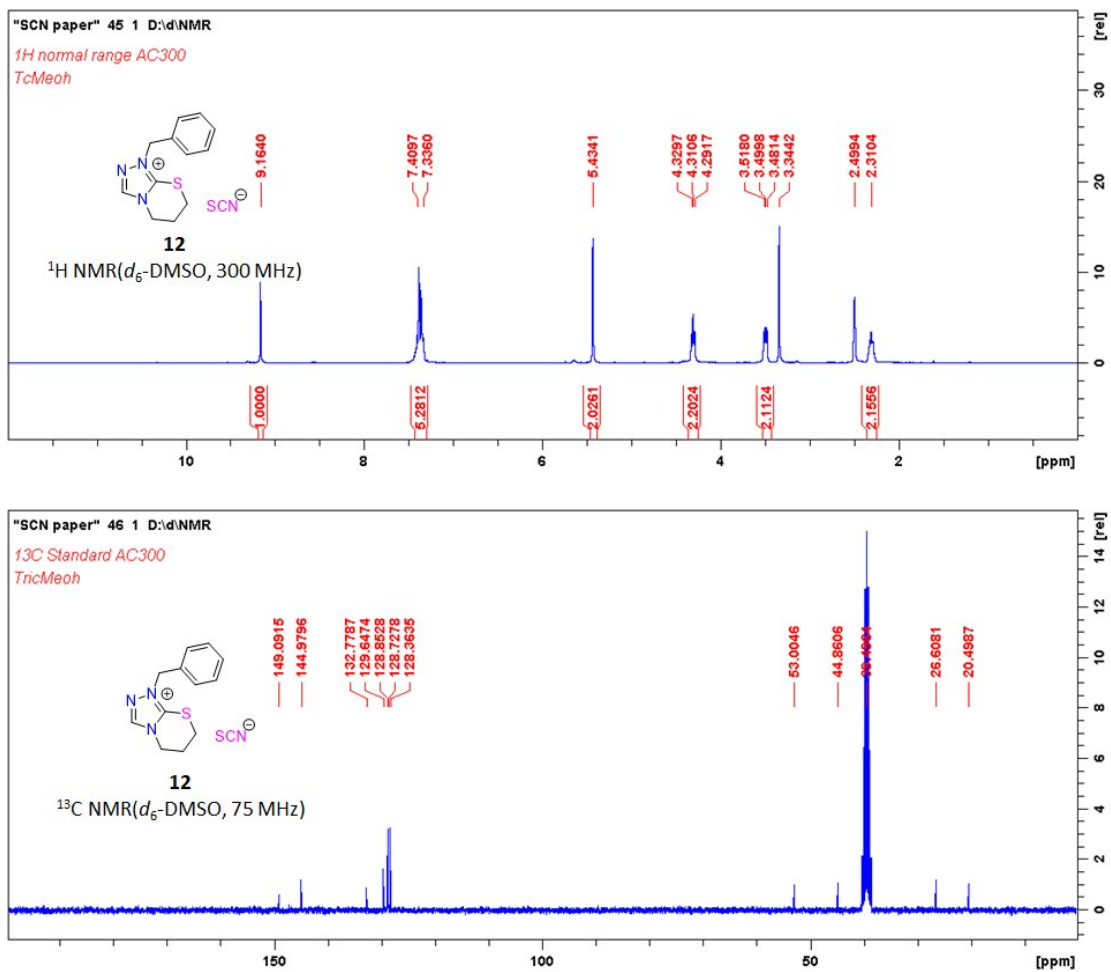 "SCN paper" 45 1 D:\d\NMR
1H normal range AC300
TcMeoh
[rel]
30
20
10
0
9.1640
7.4097
7.3360
5.4341
4.3297
4.3106
4.2917
3.5180
3.4998
3.4814
3.3442
2.4994
2.3104
N
N
N
+
S
SCN⊖
12
¹H NMR(d₆-DMSO, 300 MHz)
1.0000
5.2812
2.0261
2.2024
2.1124
2.1556
10
8
6
4
2
[ppm]
"SCN paper" 46 1 D:\d\NMR
13C Standard AC300
TricMeoh
[rel]
14
12
10
8
6
4
2
0
149.0915
144.9796
132.7787
129.6474
128.8528
128.7278
128.3635
53.0046
44.8606
26.6081
20.4987
N
N
N
+
S
SCN⊖
12
¹³C NMR(d₆-DMSO, 75 MHz)
150
100
50
[ppm]